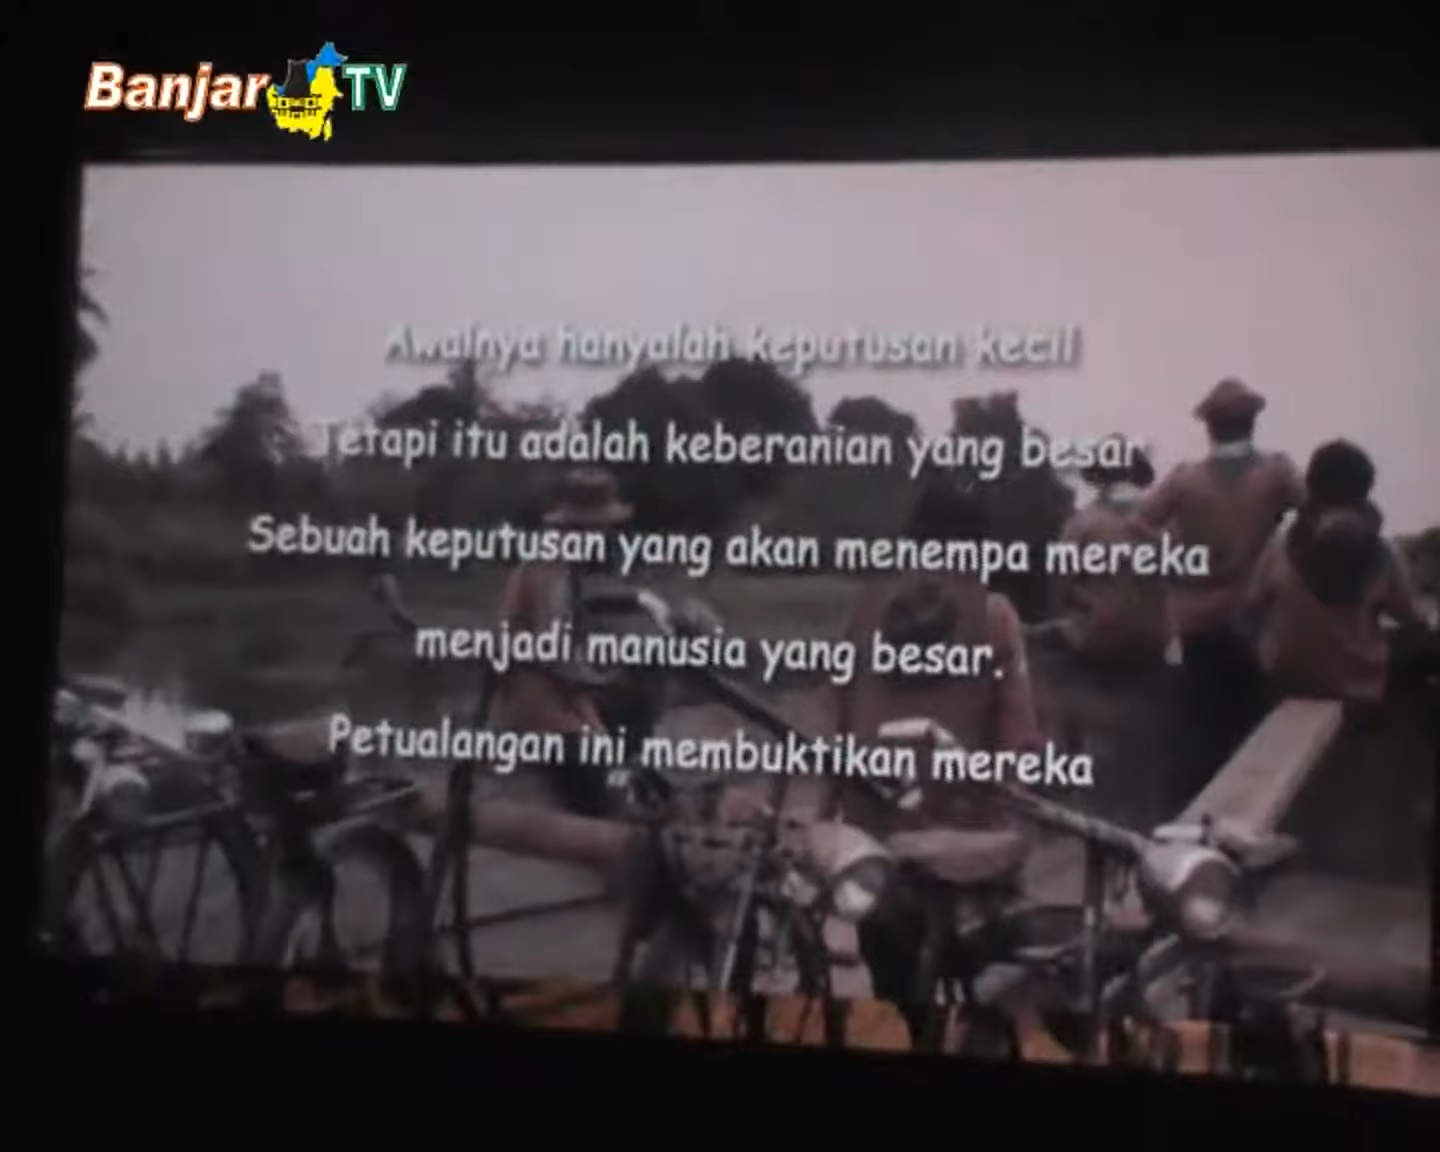 Banjar TV
Awalnya hanyalah keputusan kecil
Tetapi itu adalah keberanian yang besar
Sebuah keputusan yang akan menempa mereka
menjadi manusia yang besar.
Petualangan ini membuktikan mereka